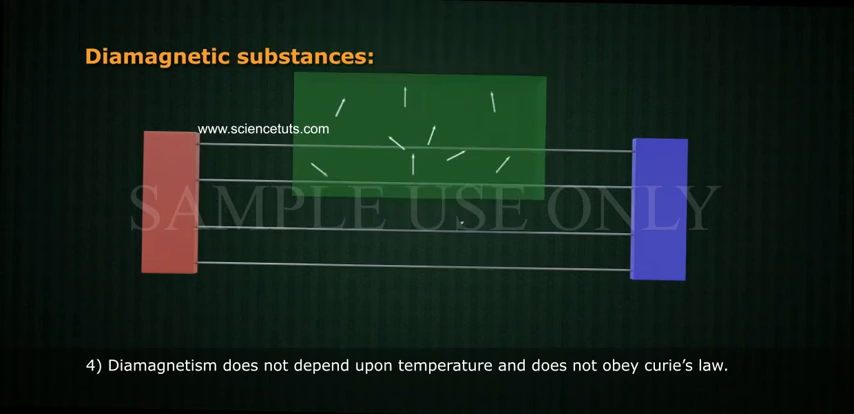 Diamagnetic substances:
www.sciencetuts.com
SAMPLE USE ONLY
4) Diamagnetism does not depend upon temperature and does not obey curie's law.